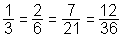 1/3 = 2/6 = 7/21 = 12/36